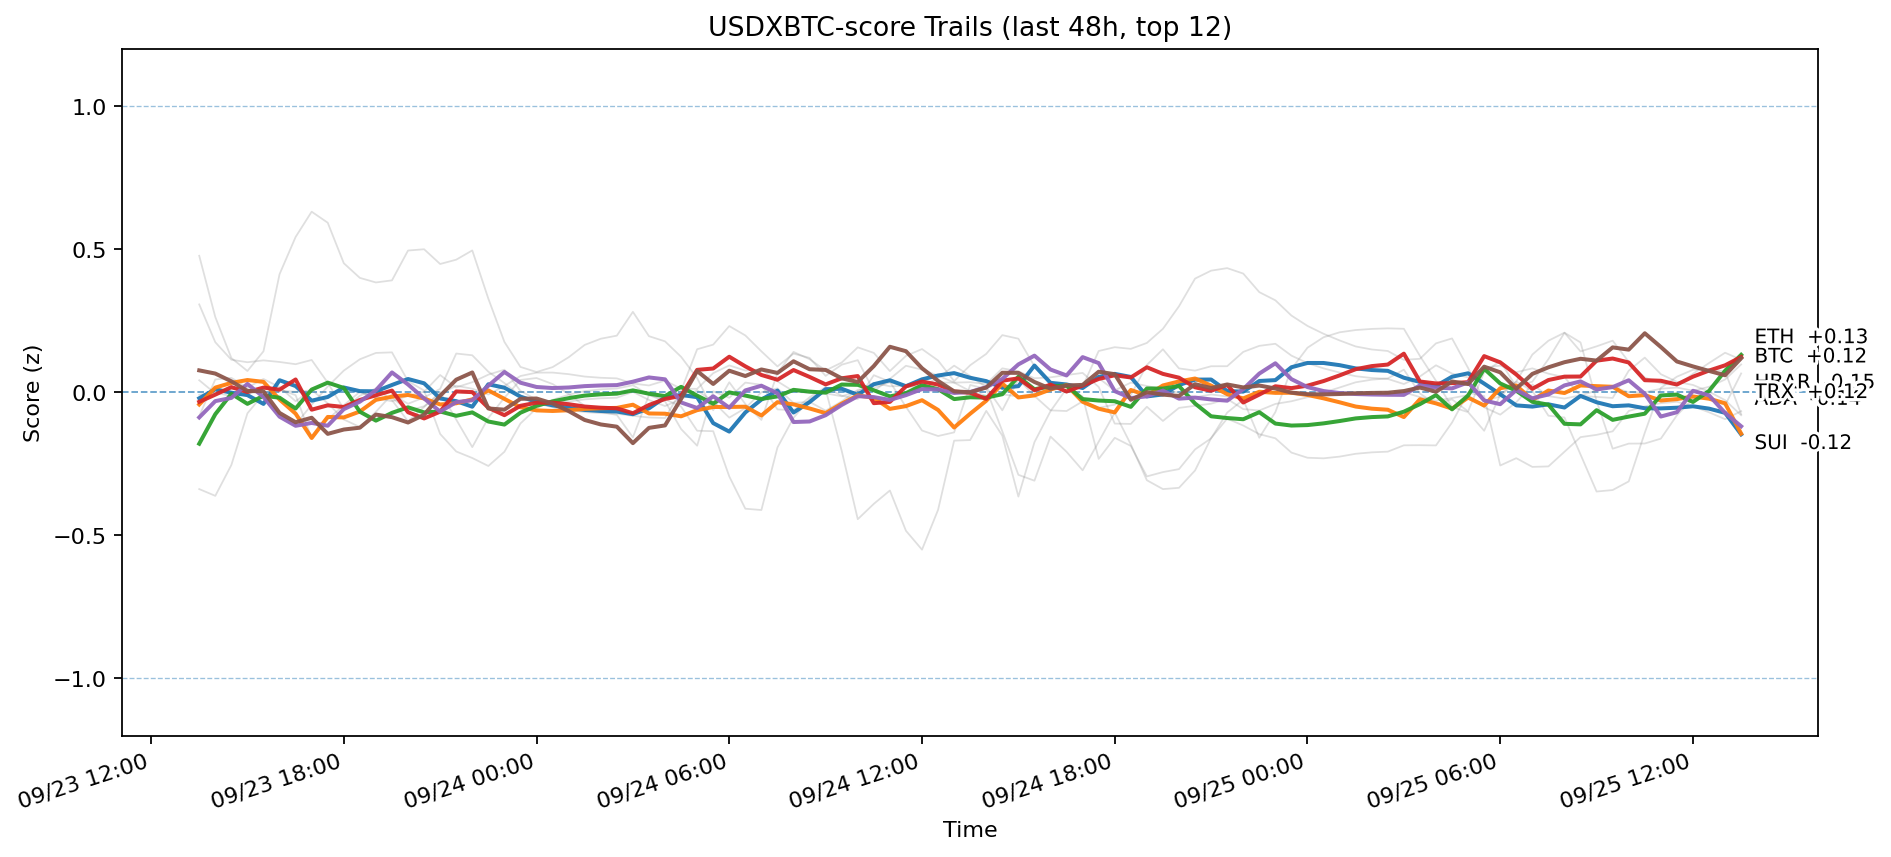 USDXBTC-score Trails (last 48h, top 12)
Score (z)
1.0
0.5
0.0
−0.5
−1.0
ETH +0.13
BTC +0.12
TRX +0.12
SUI -0.12
09/23 12:00
09/23 18:00
09/24 00:00
09/24 06:00
09/24 12:00
09/24 18:00
09/25 00:00
09/25 06:00
09/25 12:00
Time